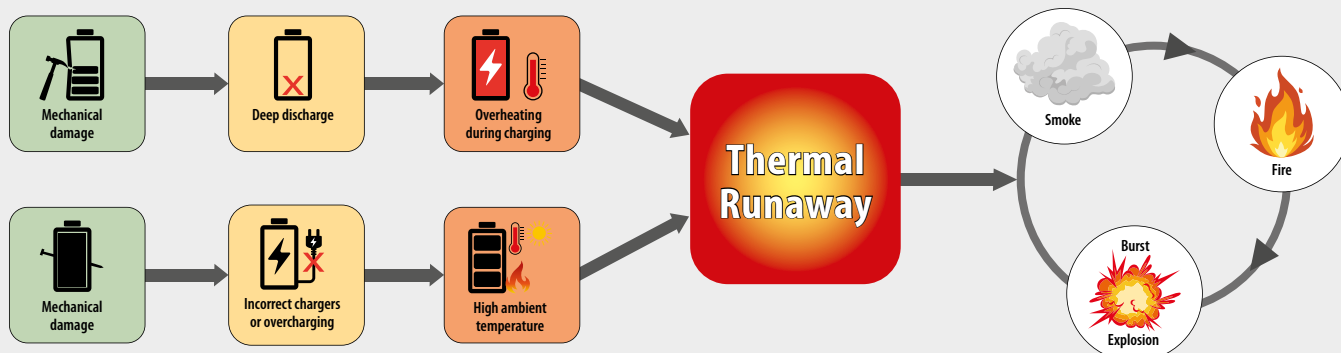 Mechanical
damage
Deep discharge
Overheating
during charging
Mechanical
damage
Incorrect chargers
or overcharging
High ambient
temperature
Thermal
Runaway
Smoke
Fire
Burst
Explosion